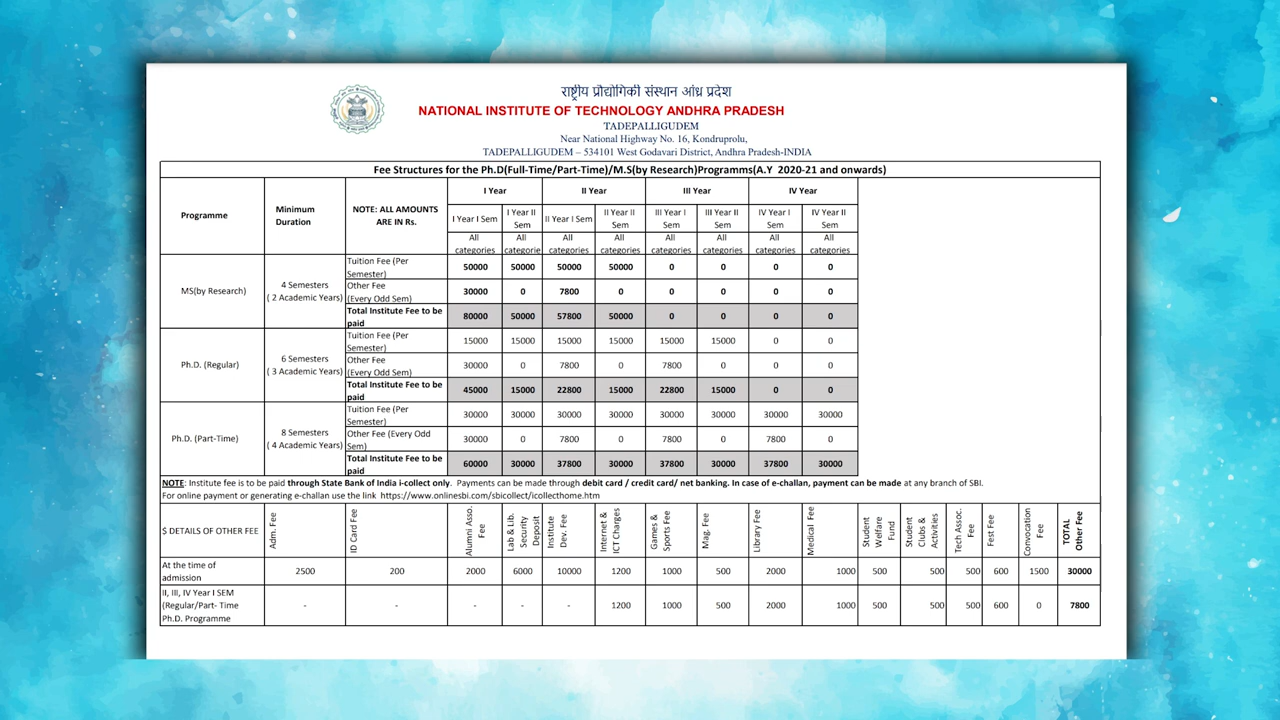 राष्ट्रीय प्रौद्योगिकी संस्थान आंध्र प्रदेश
NATIONAL INSTITUTE OF TECHNOLOGY ANDHRA PRADESH
TADEPALLIGUDEM
Near National Highway No. 16, Kondruprolu,
TADEPALLIGUDEM – 534101 West Godavari District, Andhra Pradesh-INDIA
Fee Structures for the Ph.D(Full-Time/Part-Time)/M.S(by Research)Programms(A.Y 2020-21 and onwards)
Programme
Minimum
Duration
NOTE: ALL AMOUNTS
ARE IN Rs.
I Year II Year III Year IV Year
I Year I Sem
I Year II
Sem
II Year I Sem
II Year II
Sem
III Year I
Sem
III Year II
Sem
IV Year I
Sem
IV Year II
Sem
All
categories
All
categorie
All
categories
All
categories
All
categories
All
categories
All
categories
All
categories
MS(by Research)
4 Semesters
( 2 Academic Years)
Tuition Fee (Per
Semester)
50000 50000 50000 50000 0 0 0 0
Other Fee
(Every Odd Sem)
30000 0 7800 0 0 0 0 0
Total Institute Fee to be
paid
80000 50000 57800 50000 0 0 0 0
Ph.D. (Regular)
6 Semesters
( 3 Academic Years)
Tuition Fee (Per
Semester)
15000 15000 15000 15000 15000 15000 0 0
Other Fee
(Every Odd Sem)
30000 0 7800 0 7800 0 0 0
Total Institute Fee to be
paid
45000 15000 22800 15000 22800 15000 0 0
Ph.D. (Part-Time)
8 Semesters
( 4 Academic Years)
Tuition Fee (Per
Semester)
30000 30000 30000 30000 30000 30000 30000 30000
Other Fee (Every Odd
Sem)
30000 0 7800 0 7800 0 7800 0
Total Institute Fee to be
paid
60000 30000 37800 30000 37800 30000 37800 30000
NOTE: Institute fee is to be paid through State Bank of India i-collect only. Payments can be made through debit card / credit card/ net banking. In case of e-challan, payment can be made at any branch of SBI.
For online payment or generating e-challan use the link https://www.onlinesbi.com/sbicollect/icollecthome.htm
$ DETAILS OF OTHER FEE
Adm. Fee
ID Card Fee
Alumni Asso.
Fee
Lab & Lib.
Security
Deposit
Institute
Dev. Fee
Internet &
ICT Charges
Games &
Sports Fee
Mag. Fee
Library Fee
Medical Fee
Student
Welfare
Fund
Student
Clubs &
Activities
Tech Assoc.
Fee
Fest Fee
Convocation
Fee
TOTAL
Other Fee
At the time of
admission
2500 200 2000 6000 10000 1200 1000 500 2000 1000 500 500 500 600 1500 30000
II, III, IV Year I SEM
(Regular/Part- Time
Ph.D. Programme
- - - - - 1200 1000 500 2000 1000 500 500 500 600 0 7800